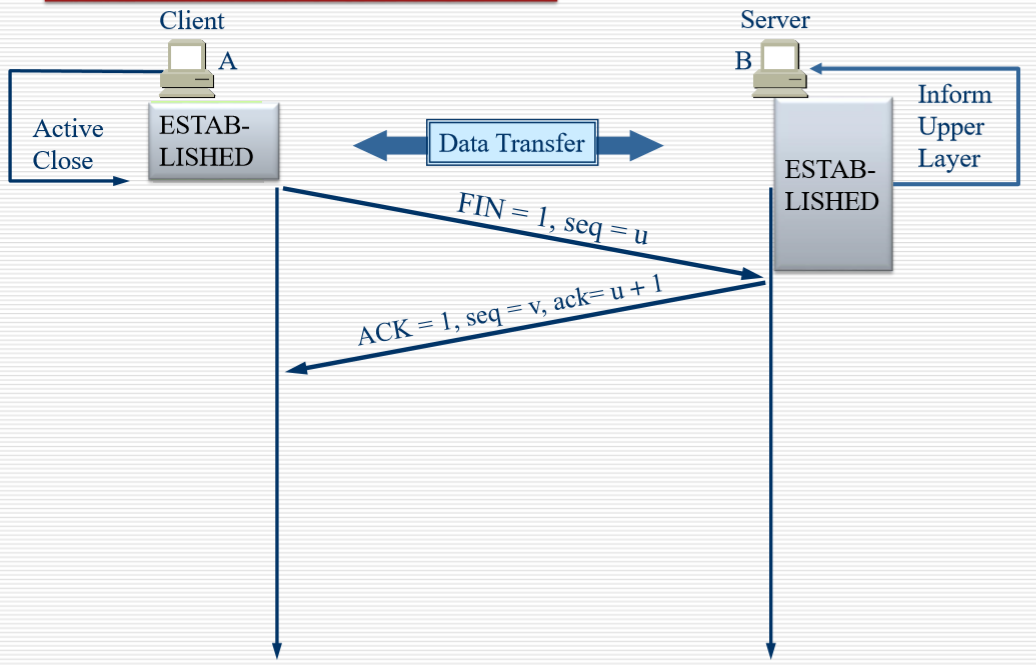 Client
Server
A
B
Active
Close
ESTAB-
LISHED
Data Transfer
ESTAB-
LISHED
Inform
Upper
Layer
FIN = 1, seq = u
ACK = 1, seq = v, ack= u + 1